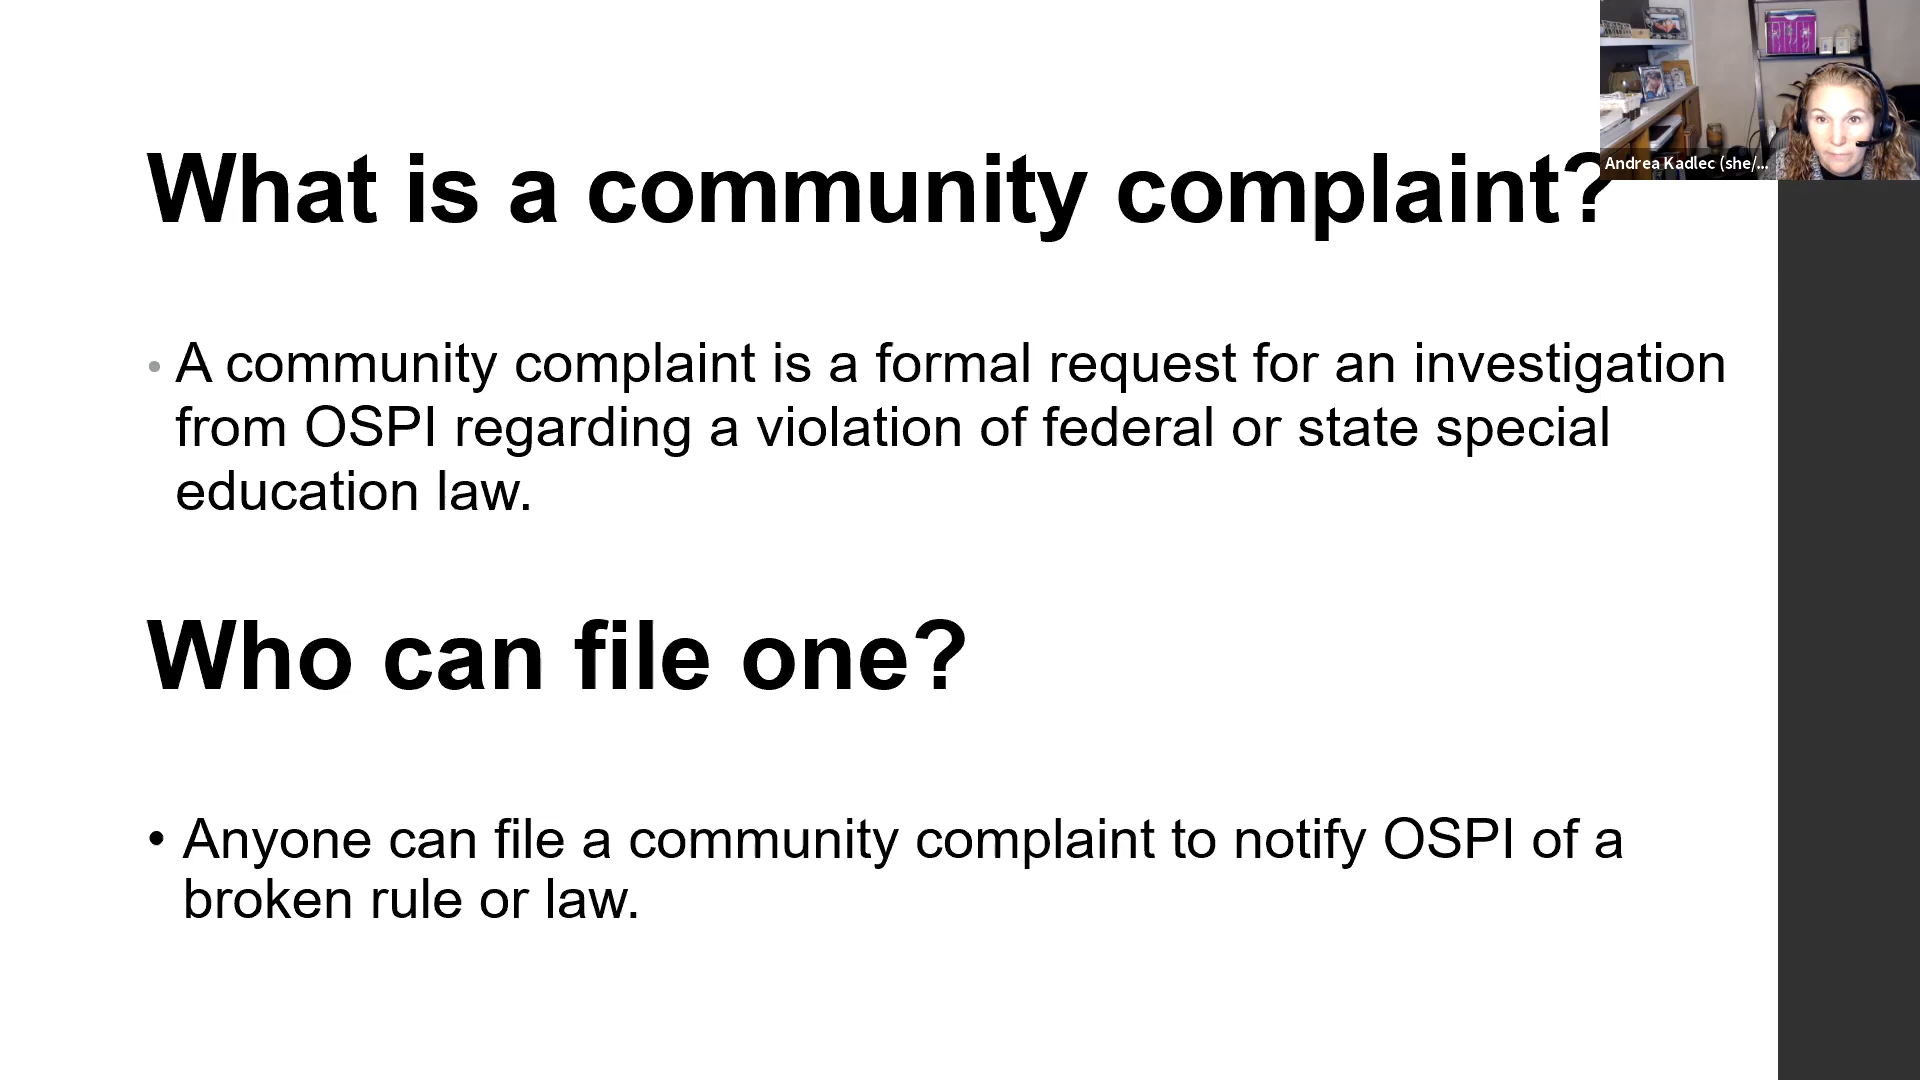 What is a community complaint?
Andrea Kadlec (she/...
• A community complaint is a formal request for an investigation
from OSPI regarding a violation of federal or state special
education law.
Who can file one?
• Anyone can file a community complaint to notify OSPI of a
broken rule or law.